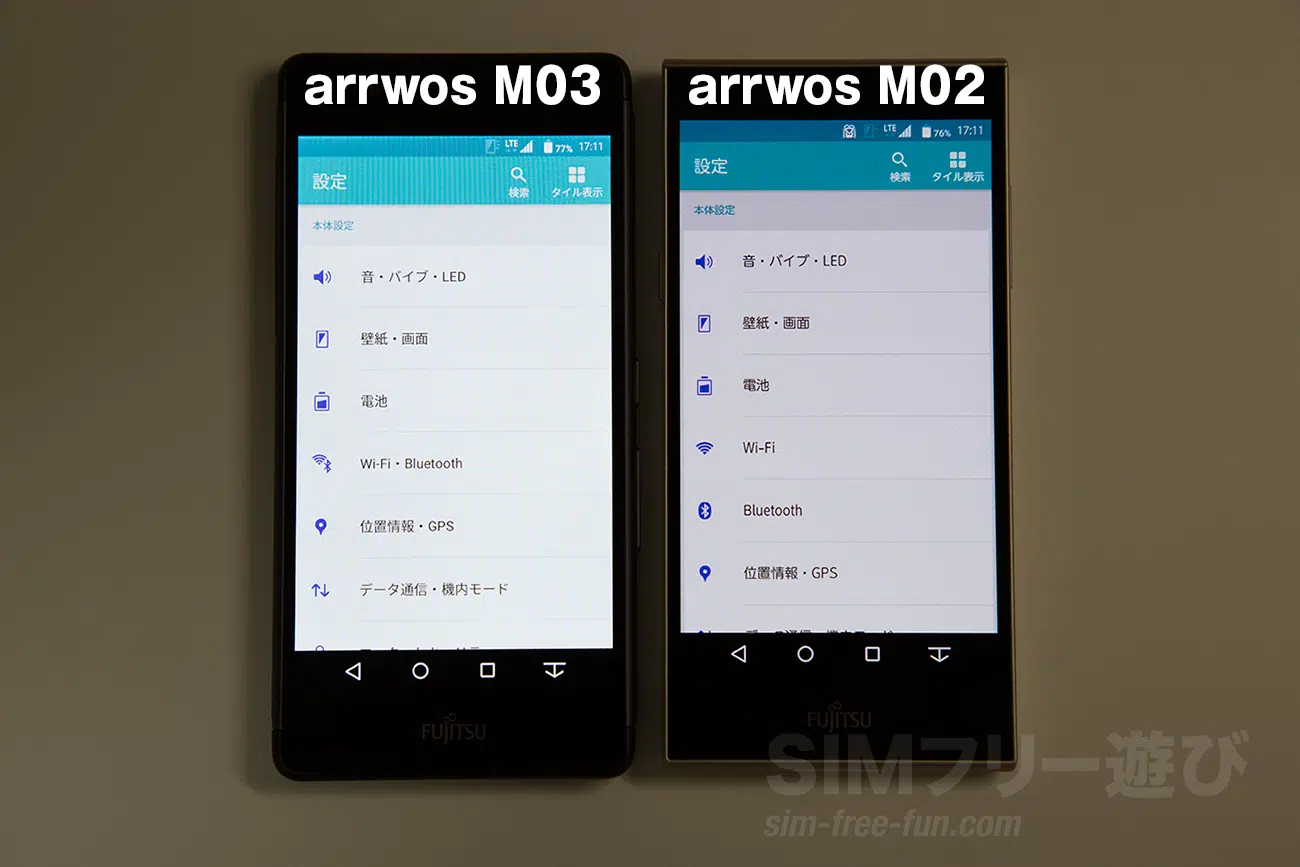 arrwos M03
LTE 77% 17:11
設定
検索
タイル表示
本体設定
音・バイブ・LED
壁紙・画面
電池
Wi-Fi・Bluetooth
位置情報・GPS
データ通信・機内モード
FUJITSU
arrwos M02
LTE 76% 17:11
設定
検索
タイル表示
本体設定
音・バイブ・LED
壁紙・画面
電池
Wi-Fi
Bluetooth
位置情報・GPS
FUJITSU
SIMフリー遊び
sim-free-fun.com